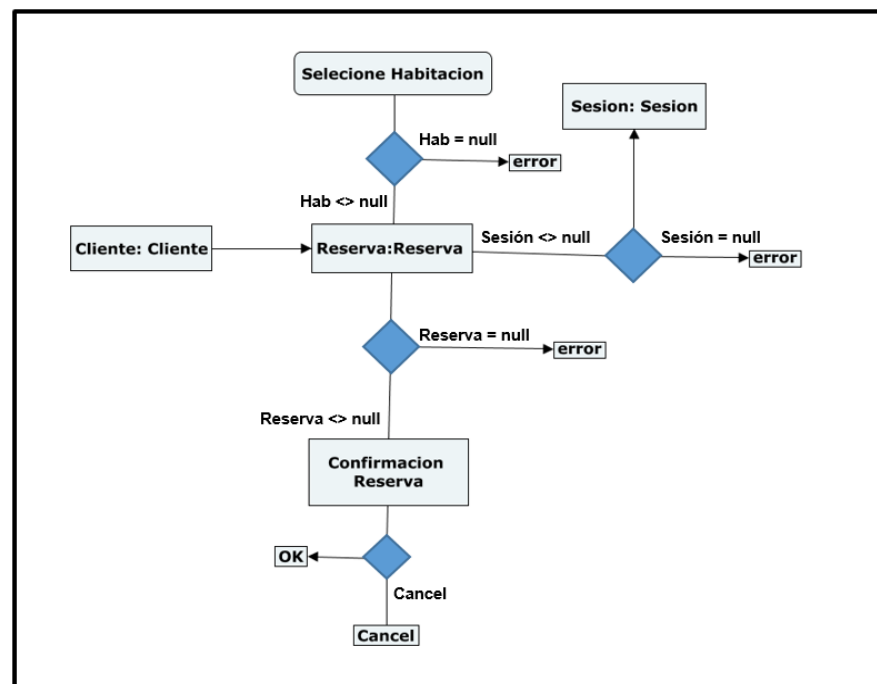 Selecione Habitacion
Sesion: Sesion
Hab = null
error
Hab <> null
Cliente: Cliente
Reserva:Reserva
Sesión <> null
Sesión = null
error
Reserva = null
error
Reserva <> null
Confirmacion
Reserva
OK
Cancel
Cancel